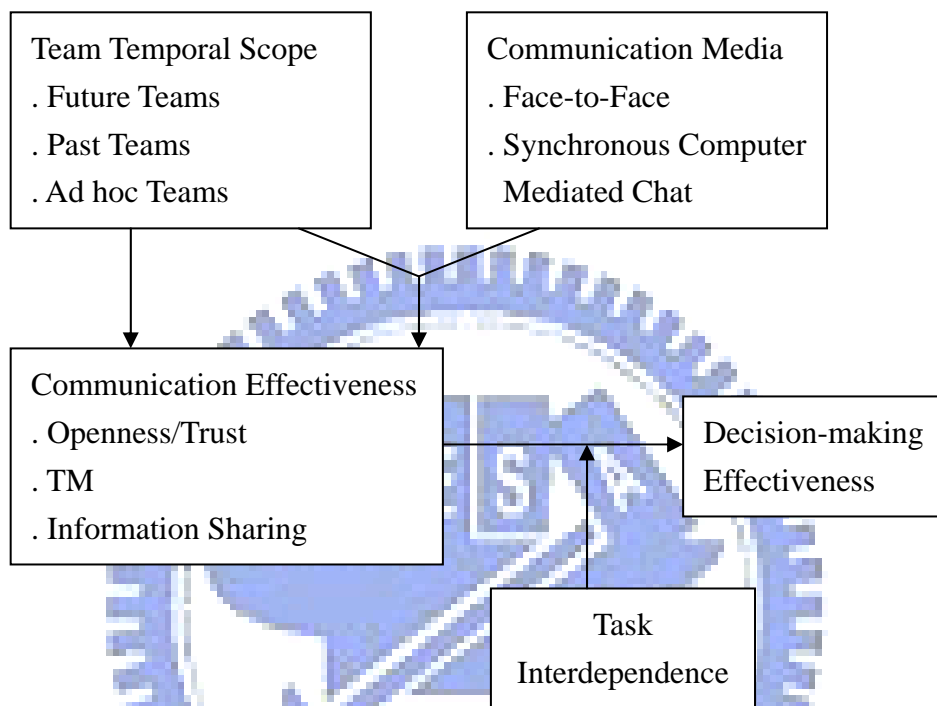 Team Temporal Scope
. Future Teams
. Past Teams
. Ad hoc Teams
Communication Media
. Face-to-Face
. Synchronous Computer
Mediated Chat
Communication Effectiveness
. Openness/Trust
. TM
. Information Sharing
Decision-making
Effectiveness
Task
Interdependence